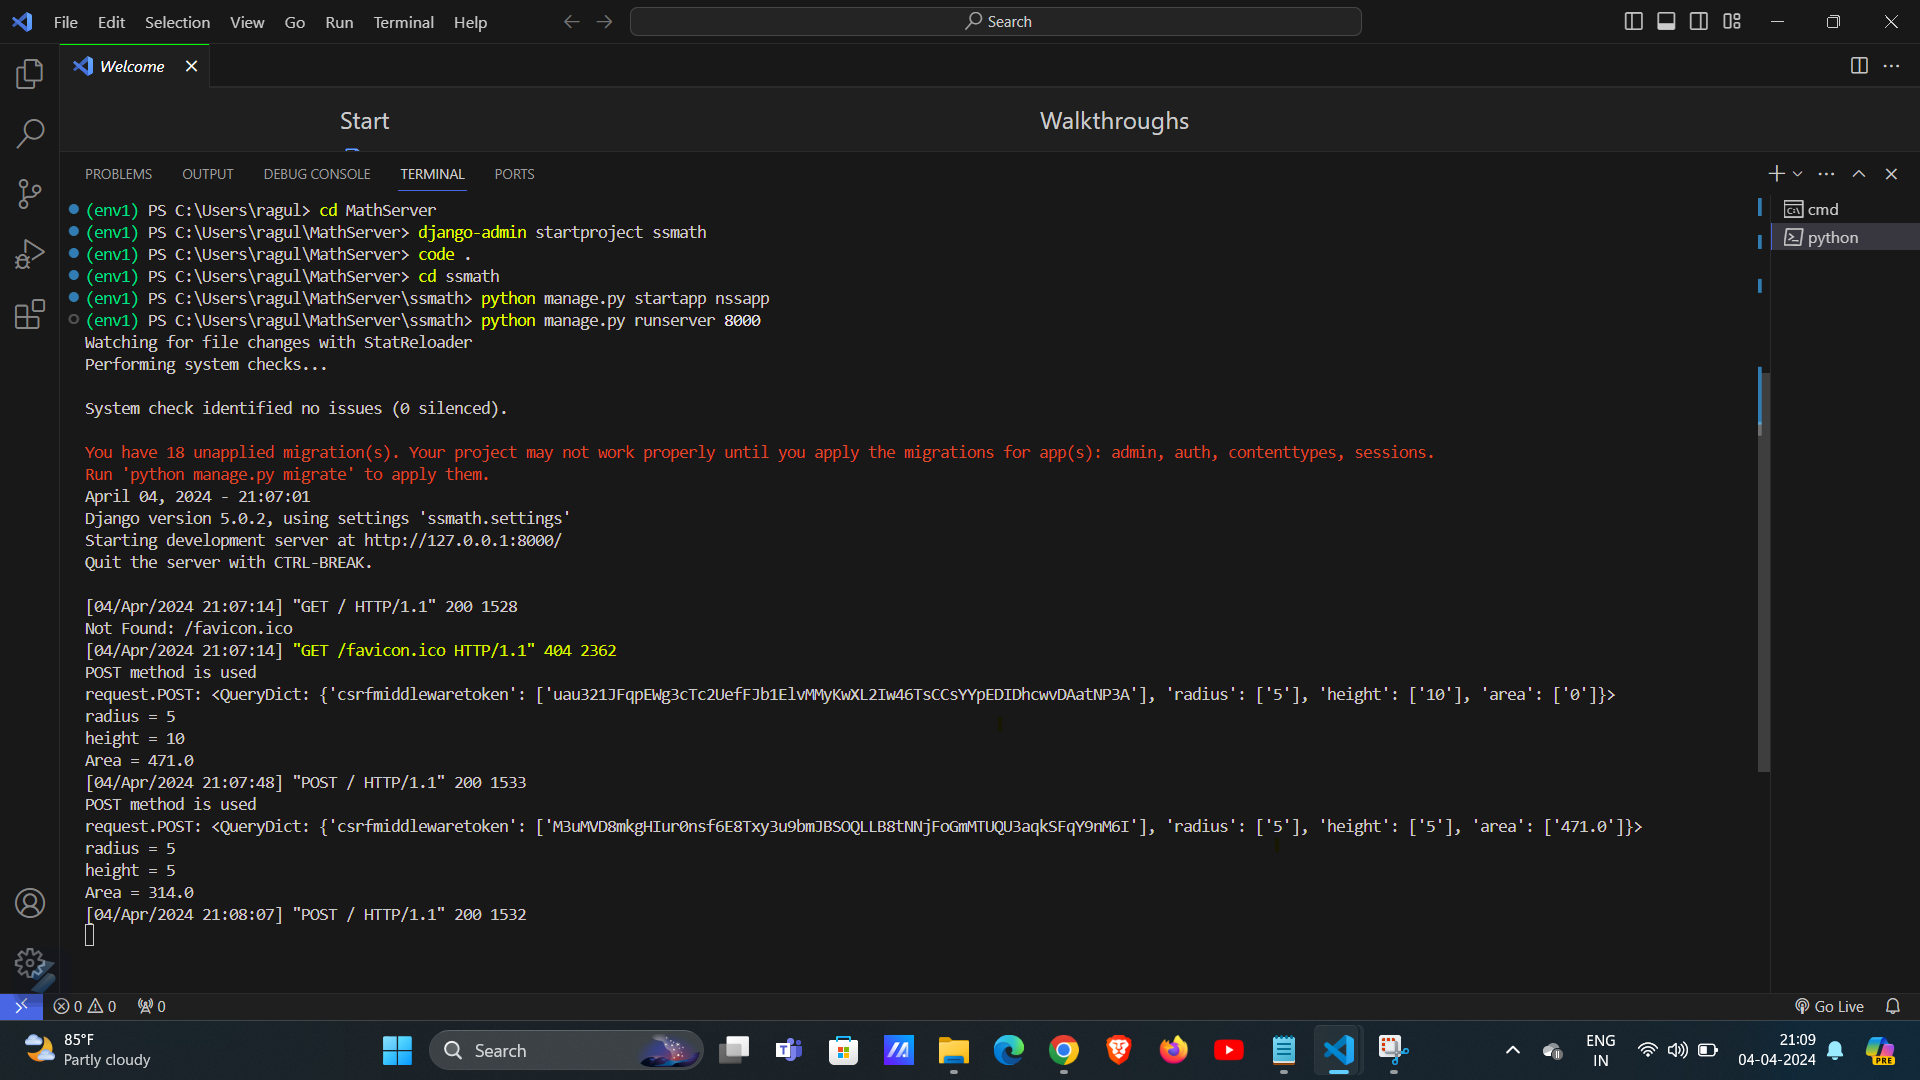 File Edit Selection View Go Run Terminal Help
Search
Welcome
Start
Walkthroughs
PROBLEMS OUTPUT DEBUG CONSOLE TERMINAL PORTS
cmd
python
(env1) PS C:\Users\ragul> cd MathServer
(env1) PS C:\Users\ragul\MathServer> django-admin startproject ssmath
(env1) PS C:\Users\ragul\MathServer> code .
(env1) PS C:\Users\ragul\MathServer> cd ssmath
(env1) PS C:\Users\ragul\MathServer\ssmath> python manage.py startapp nssapp
(env1) PS C:\Users\ragul\MathServer\ssmath> python manage.py runserver 8000
Watching for file changes with StatReloader
Performing system checks...
System check identified no issues (0 silenced).
You have 18 unapplied migration(s). Your project may not work properly until you apply the migrations for app(s): admin, auth, contenttypes, sessions.
Run 'python manage.py migrate' to apply them.
April 04, 2024 - 21:07:01
Django version 5.0.2, using settings 'ssmath.settings'
Starting development server at http://127.0.0.1:8000/
Quit the server with CTRL-BREAK.
[04/Apr/2024 21:07:14] "GET / HTTP/1.1" 200 1528
Not Found: /favicon.ico
[04/Apr/2024 21:07:14] "GET /favicon.ico HTTP/1.1" 404 2362
POST method is used
request.POST: <QueryDict: {'csrfmiddlewaretoken': ['uau321JFqpEWg3cTc2UefFJb1ElvMMyKwXL2Iw46TsCCsYYpEDIDhcwvDAatNP3A'], 'radius': ['5'], 'height': ['10'], 'area': ['0']}>
radius = 5
height = 10
Area = 471.0
[04/Apr/2024 21:07:48] "POST / HTTP/1.1" 200 1533
POST method is used
request.POST: <QueryDict: {'csrfmiddlewaretoken': ['M3uMVD8mkgHIur0nsf6E8Txy3u9bmJBSOQLLB8tNNjFoGmMTUQU3aqkSFqY9nM6I'], 'radius': ['5'], 'height': ['5'], 'area': ['471.0']}>
radius = 5
height = 5
Area = 314.0
[04/Apr/2024 21:08:07] "POST / HTTP/1.1" 200 1532
0 0 0
Go Live
85°F
Partly cloudy
Search
ENG
IN
21:09
04-04-2024
PRE